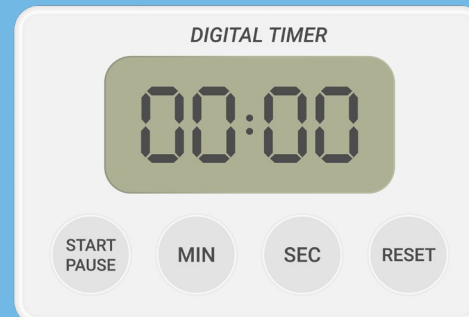 DIGITAL TIMER
00:00
START
PAUSE
MIN
SEC
RESET